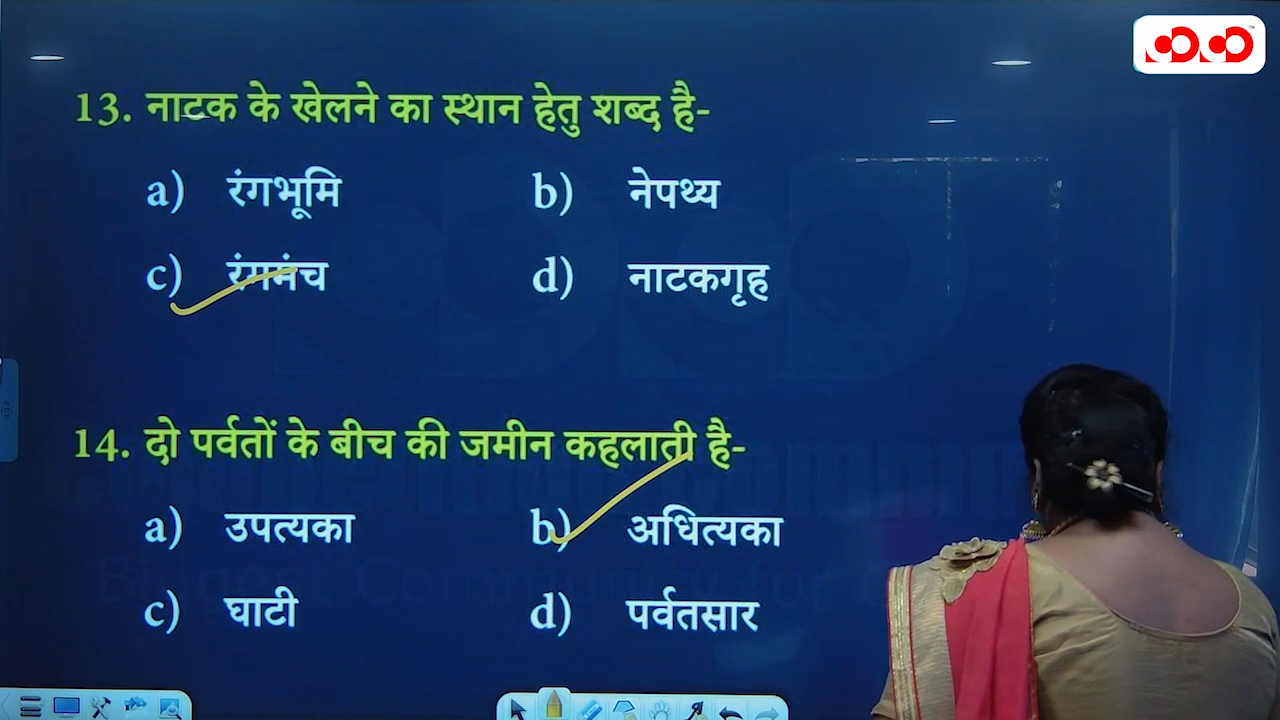 13. नाटक के खेलने का स्थान हेतु शब्द है-
a) रंगभूमि b) नेपथ्य
c) रंगमंच d) नाटकगृह
14. दो पर्वतों के बीच की जमीन कहलाती है-
a) उपत्यका b) अधित्यका
c) घाटी d) पर्वतसार